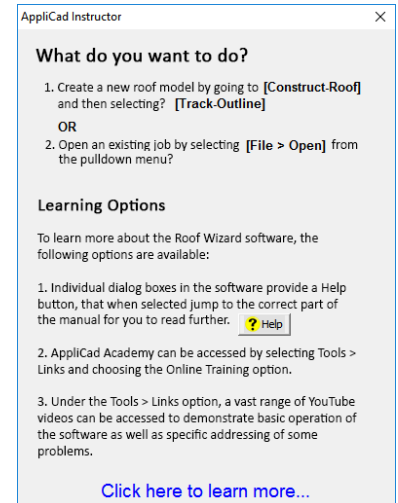 AppliCad Instructor
What do you want to do?
1. Create a new roof model by going to [Construct-Roof]
and then selecting? [Track-Outline]
OR
2. Open an existing job by selecting [File > Open] from
the pulldown menu?
Learning Options
To learn more about the Roof Wizard software, the
following options are available:
1. Individual dialog boxes in the software provide a Help
button, that when selected jump to the correct part of
the manual for you to read further. ? Help
2. AppliCad Academy can be accessed by selecting Tools >
Links and choosing the Online Training option.
3. Under the Tools > Links option, a vast range of YouTube
videos can be accessed to demonstrate basic operation of
the software as well as specific addressing of some
problems.
Click here to learn more...